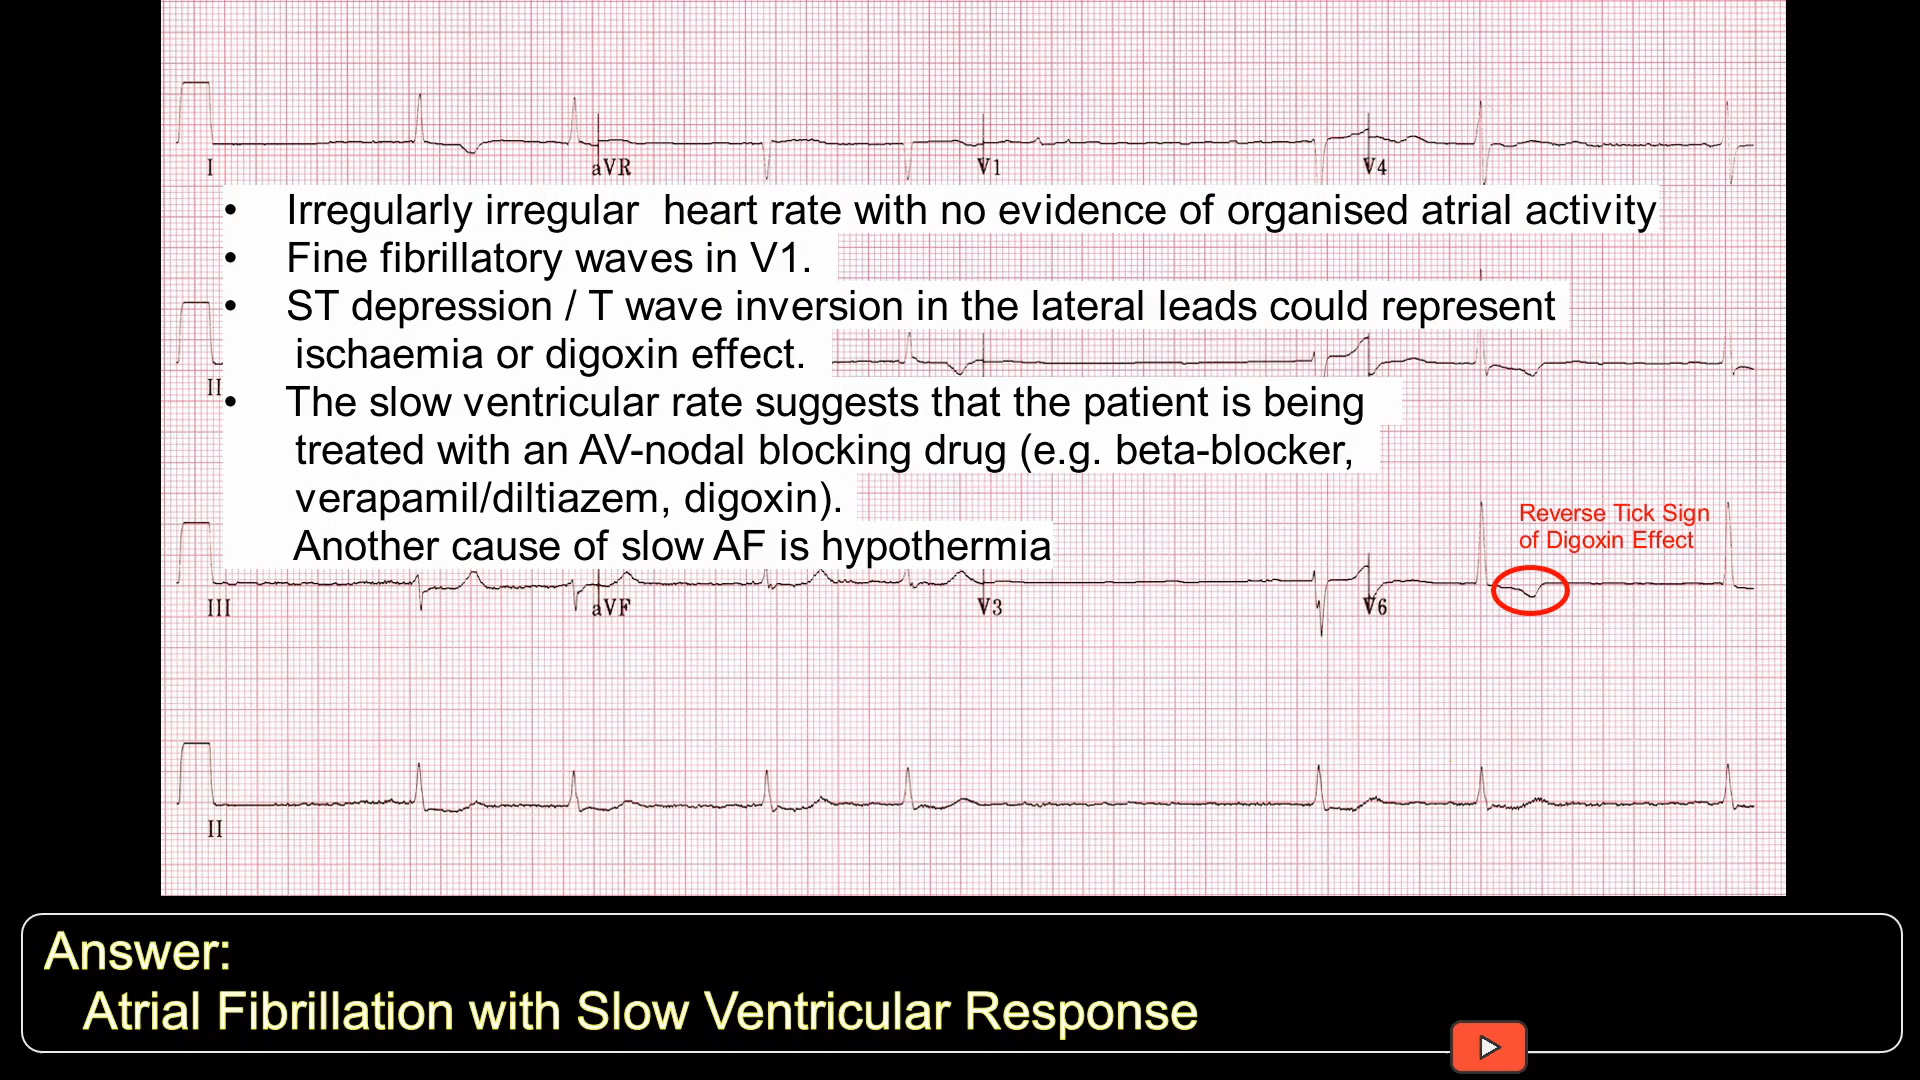 I
aVR
V1
V4
• Irregularly irregular heart rate with no evidence of organised atrial activity
• Fine fibrillatory waves in V1.
• ST depression / T wave inversion in the lateral leads could represent
ischaemia or digoxin effect.
II
• The slow ventricular rate suggests that the patient is being
treated with an AV-nodal blocking drug (e.g. beta-blocker,
verapamil/diltiazem, digoxin).
Another cause of slow AF is hypothermia
Reverse Tick Sign
of Digoxin Effect
III
aVF
V3
V6
II
Answer:
Atrial Fibrillation with Slow Ventricular Response